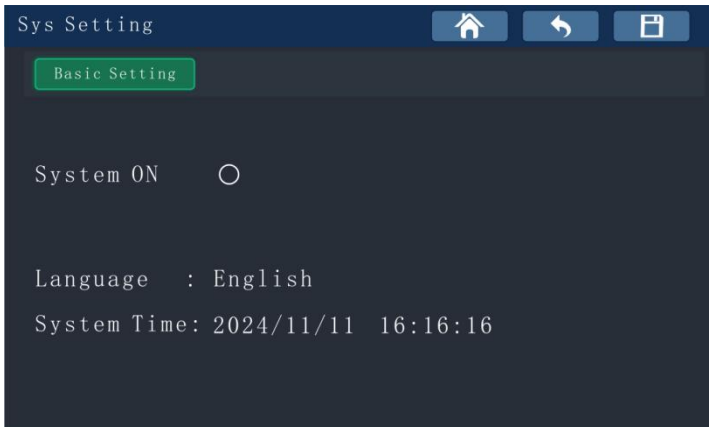 Sys Setting
Basic Setting
System ON
Language : English
System Time: 2024/11/11 16:16:16